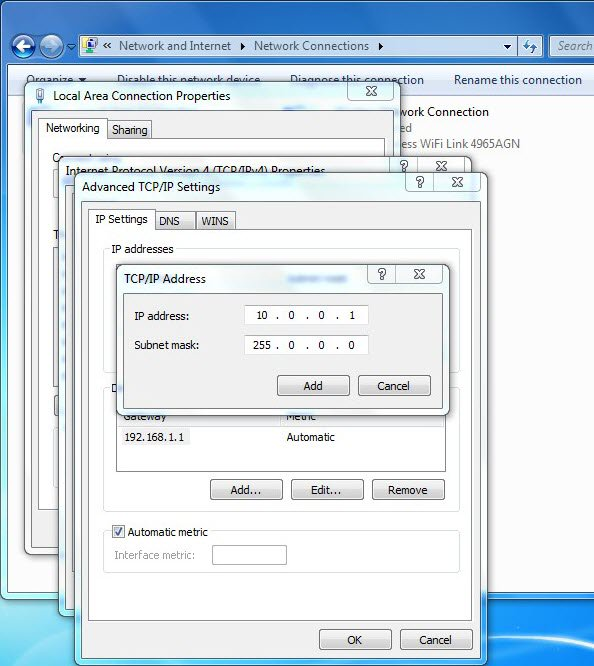 « Network and Internet ▸ Network Connections ▸ Search
Organize Disable this network device Diagnose this connection Rename this connection
Local Area Connection Properties
work Connection
ed
ess WiFi Link 4965AGN
Networking Sharing
Internet Protocol Version 4 (TCP/IPv4) Properties
Advanced TCP/IP Settings
IP Settings DNS WINS
IP addresses
TCP/IP Address
IP address: 10 . 0 . 0 . 1
Subnet mask: 255 . 0 . 0 . 0
Add Cancel
Gateway Metric
192.168.1.1 Automatic
Add... Edit... Remove
Automatic metric
Interface metric:
OK Cancel